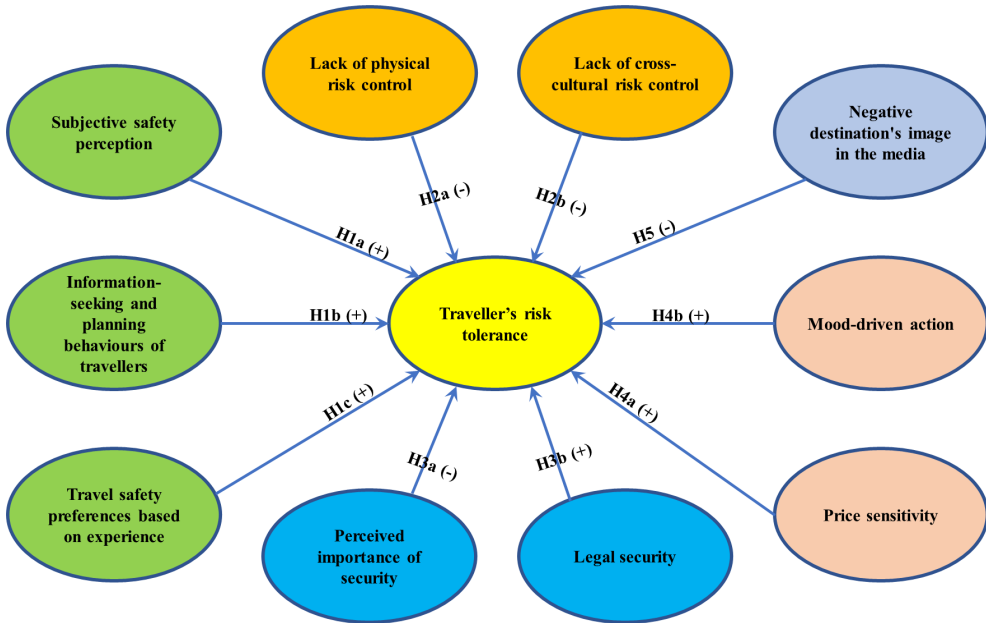 Lack of physical
risk control
Lack of cross-
cultural risk control
Subjective safety
perception
Negative
destination's image
in the media
H2a (-)
H2b (-)
H1a (+)
H5 (-)
Information-
seeking and
planning
behaviours of
travellers
H1b (+)
Traveller’s risk
tolerance
H4b (+)
Mood-driven action
H1c (+)
H4a (+)
H3a (-)
H3b (+)
Travel safety
preferences based
on experience
Perceived
importance of
security
Legal security
Price sensitivity